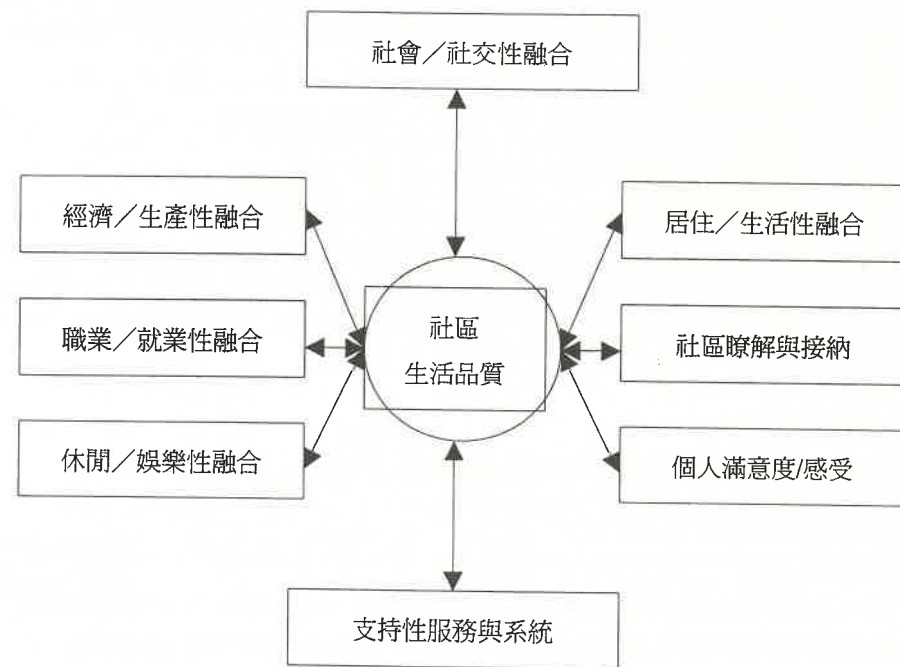 社會／社交性融合
經濟／生產性融合
居住／生活性融合
職業／就業性融合
社區
生活品質
社區瞭解與接納
休閒／娛樂性融合
個人滿意度/感受
支持性服務與系統